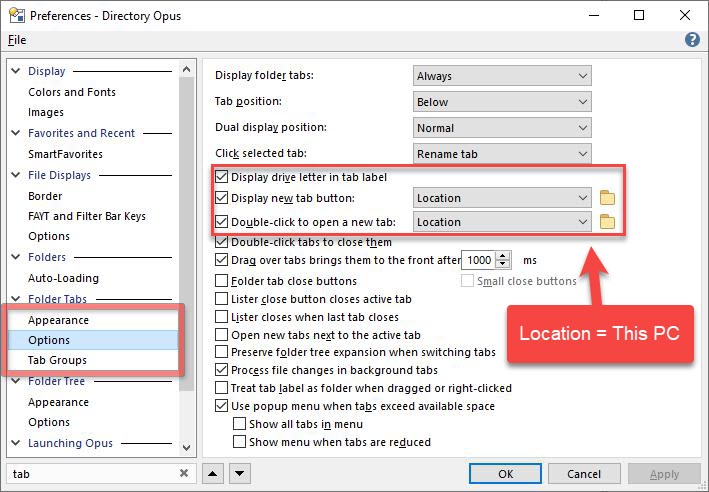 Preferences - Directory Opus
File
Display
Colors and Fonts
Images
Favorites and Recent
SmartFavorites
File Displays
Border
FAYT and Filter Bar Keys
Options
Folders
Auto-Loading
Folder Tabs
Appearance
Options
Tab Groups
Folder Tree
Appearance
Options
Launching Opus
tab
Display folder tabs: Always
Tab position: Below
Dual display position: Normal
Click selected tab: Rename tab
Display drive letter in tab label
Display new tab button: Location
Double-click to open a new tab: Location
Double-click tabs to close them
Drag over tabs brings them to the front after 1000 ms
Folder tab close buttons Small close buttons
Lister close button closes active tab
Lister closes when last tab closes
Open new tabs next to the active tab
Preserve folder tree expansion when switching tabs
Process file changes in background tabs
Treat tab label as folder when dragged or right-clicked
Use popup menu when tabs exceed available space
Show all tabs in menu
Show menu when tabs are reduced
Location = This PC
OK Cancel Apply